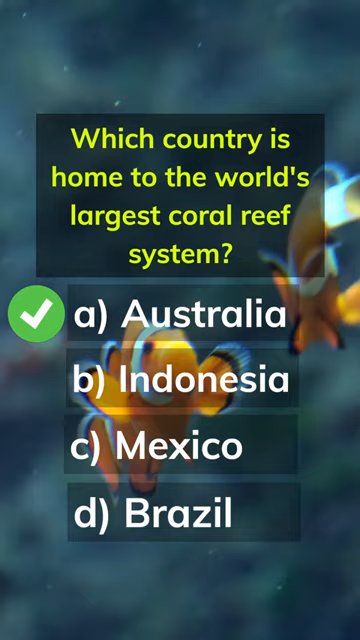 Which country is
home to the world's
largest coral reef
system?
a) Australia
b) Indonesia
c) Mexico
d) Brazil